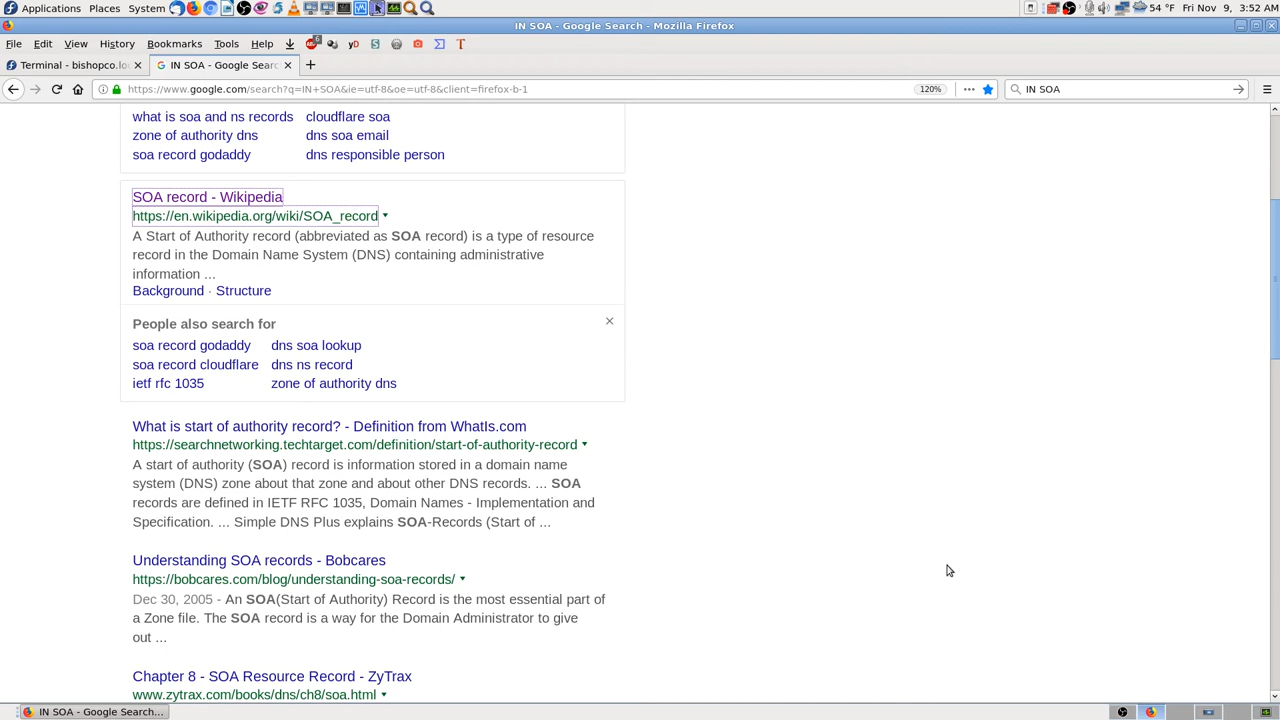 Applications Places System 54 °F Fri Nov 9, 3:52 AM
IN SOA - Google Search - Mozilla Firefox
File Edit View History Bookmarks Tools Help
Terminal - bishopco.lo
IN SOA - Google Searc
https://www.google.com/search?q=IN+SOA&ie=utf-8&oe=utf-8&client=firefox-b-1 120% IN SOA
what is soa and ns records cloudflare soa
zone of authority dns dns soa email
soa record godaddy dns responsible person
SOA record - Wikipedia
https://en.wikipedia.org/wiki/SOA_record
A Start of Authority record (abbreviated as SOA record) is a type of resource
record in the Domain Name System (DNS) containing administrative
information ...
Background · Structure
People also search for
soa record godaddy dns soa lookup
soa record cloudflare dns ns record
ietf rfc 1035 zone of authority dns
What is start of authority record? - Definition from WhatIs.com
https://searchnetworking.techtarget.com/definition/start-of-authority-record
A start of authority (SOA) record is information stored in a domain name
system (DNS) zone about that zone and about other DNS records. ... SOA
records are defined in IETF RFC 1035, Domain Names - Implementation and
Specification. ... Simple DNS Plus explains SOA-Records (Start of ...
Understanding SOA records - Bobcares
https://bobcares.com/blog/understanding-soa-records/
Dec 30, 2005 - An SOA(Start of Authority) Record is the most essential part of
a Zone file. The SOA record is a way for the Domain Administrator to give
out ...
Chapter 8 - SOA Resource Record - ZyTrax
www.zytrax.com/books/dns/ch8/soa.html
IN SOA - Google Search...